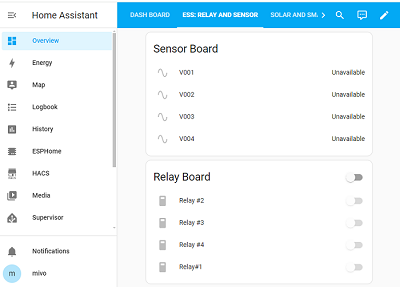 Home Assistant
DASH BOARD
ESS: RELAY AND SENSOR
SOLAR AND SM
Overview
Energy
Map
Logbook
History
ESPHome
HACS
Media
Supervisor
Notifications
m
mivo
Sensor Board
V001 Unavailable
V002 Unavailable
V003 Unavailable
V004 Unavailable
Relay Board
Relay #2
Relay #3
Relay #4
Relay#1